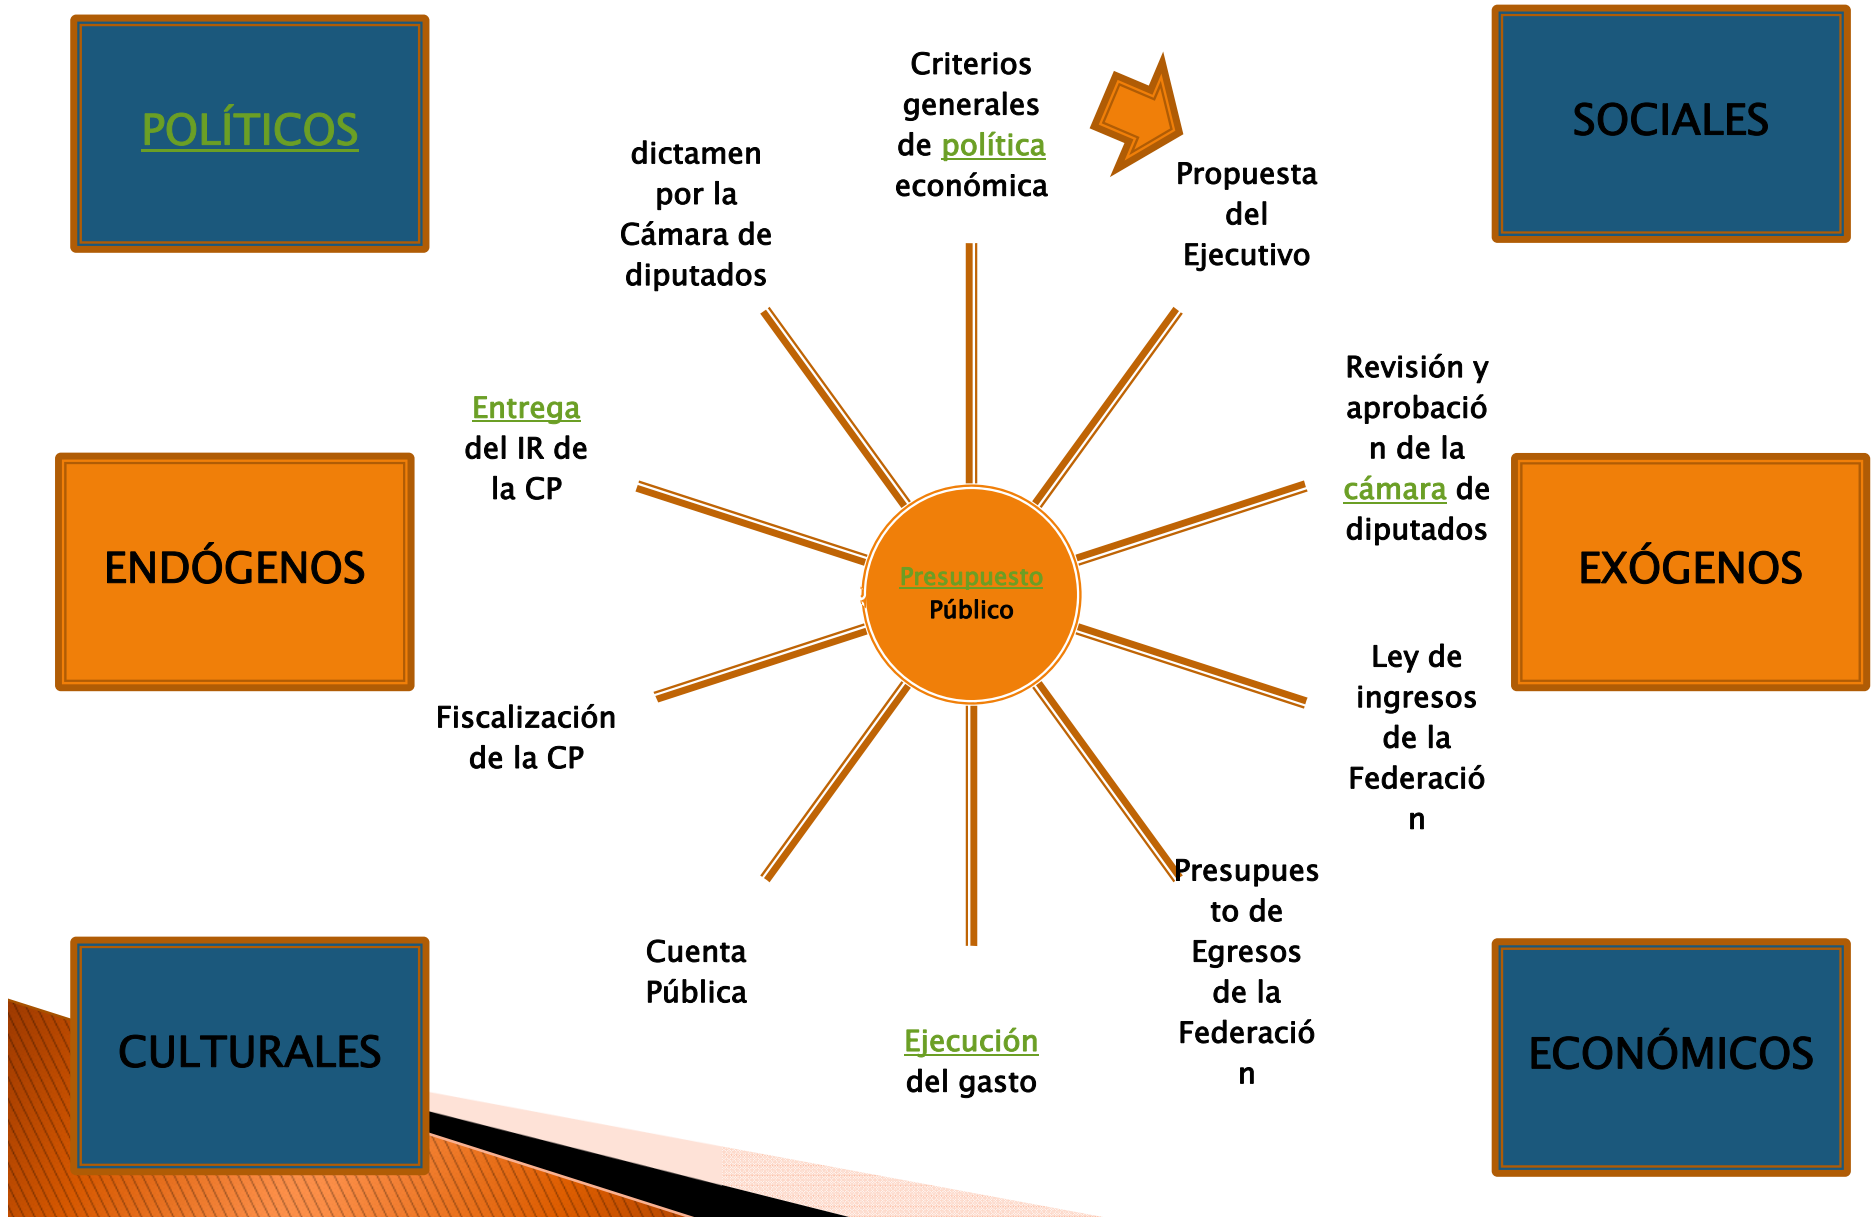 POLÍTICOS
SOCIALES
Criterios
generales
de política
económica
Propuesta
del
Ejecutivo
Revisión y
aprobació
n de la
cámara de
diputados
EXÓGENOS
Ley de
ingresos
de la
Federació
n
Presupues
to de
Egresos
de la
Federació
n
ECONÓMICOS
Ejecución
del gasto
Cuenta
Pública
CULTURALES
Fiscalización
de la CP
ENDÓGENOS
Entrega
del IR de
la CP
dictamen
por la
Cámara de
diputados
Presupuesto
Público